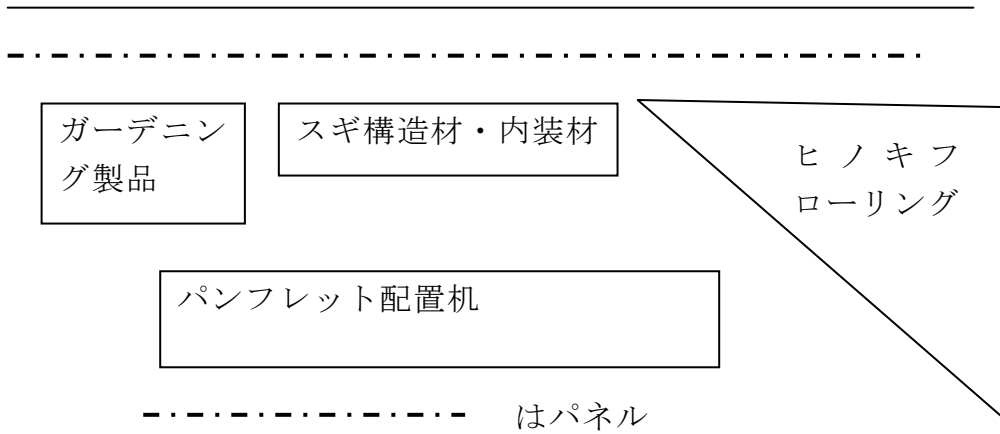 ガーデニン
グ製品
スギ構造材・内装材
ヒノキフ
ローリング
パンフレット配置机
はパネル